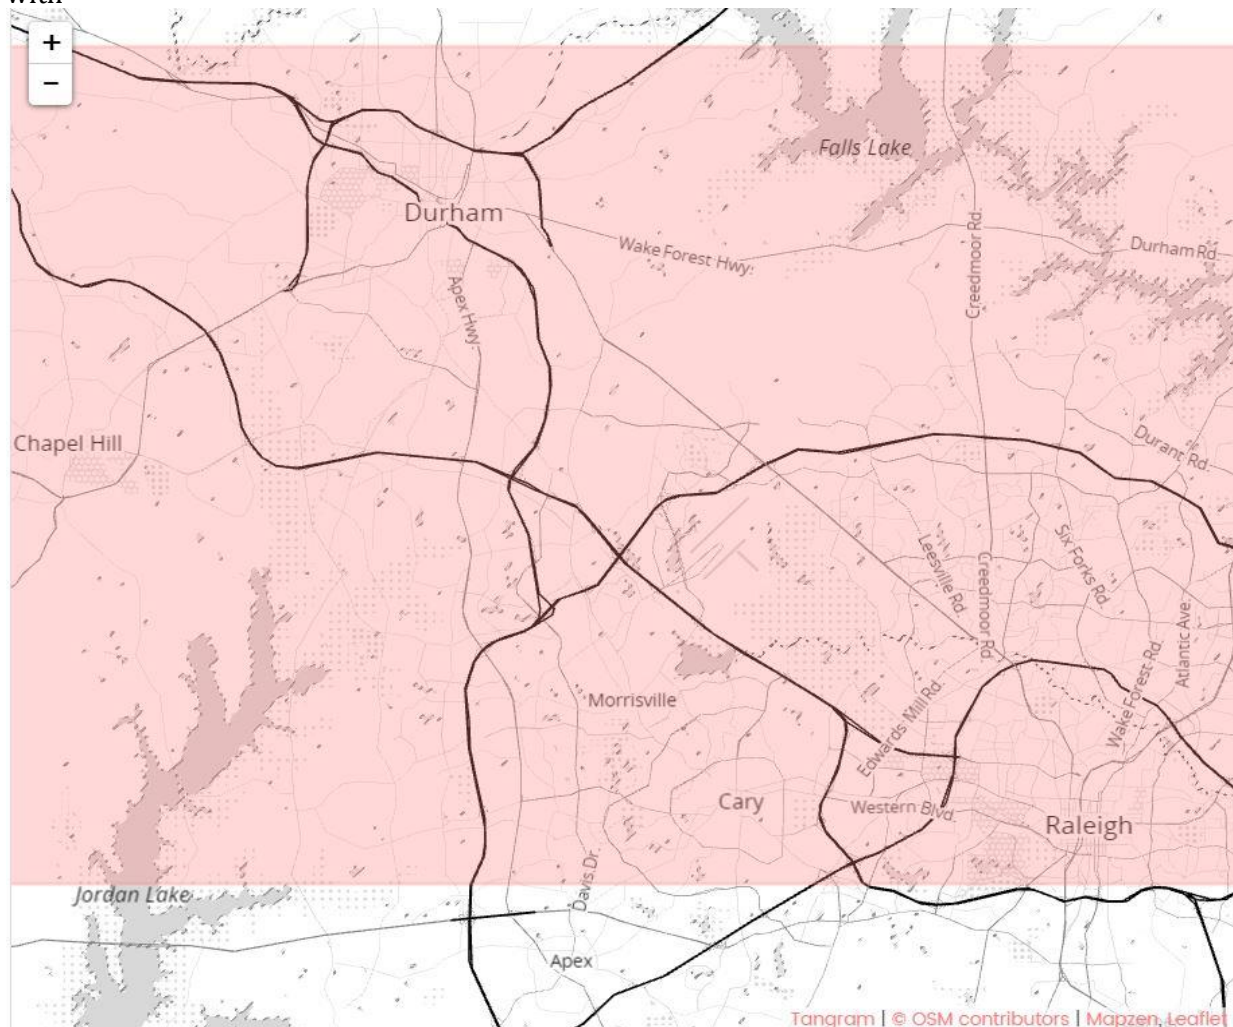 with
+
−
Falls Lake
Durham
Wake Forest Hwy.
Creedmoor Rd.
Durham Rd.
Apex Hwy.
Chapel Hill
Durant Rd.
Leesville Rd.
Creedmoor Rd
Six Forks Rd.
Atlantic Ave.
Wake Forest Rd
Morrisville
Edwards Mill Rd.
Cary
Western Blvd.
Raleigh
Davis Dr.
Jordan Lake
Apex
Tangram | © OSM contributors | Mapzen, Leaflet